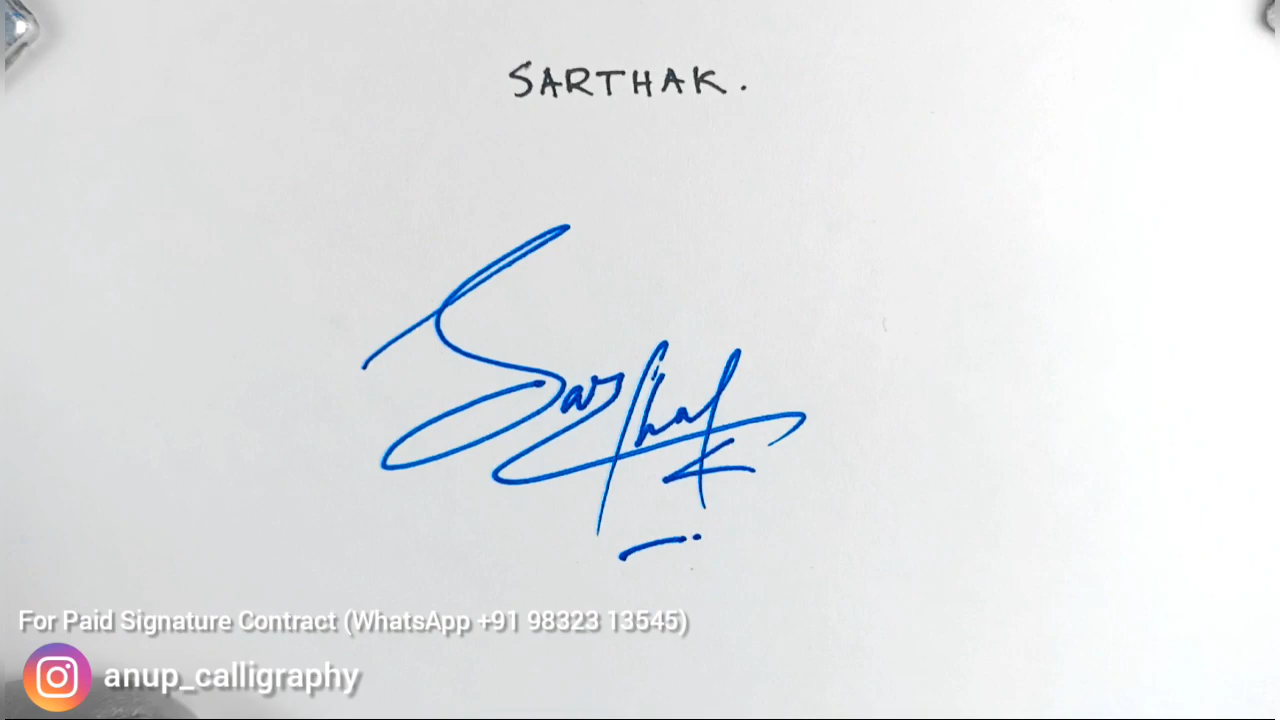 SARTHAK.
Sarthak
For Paid Signature Contract (WhatsApp +91 98323 13545)
anup_calligraphy